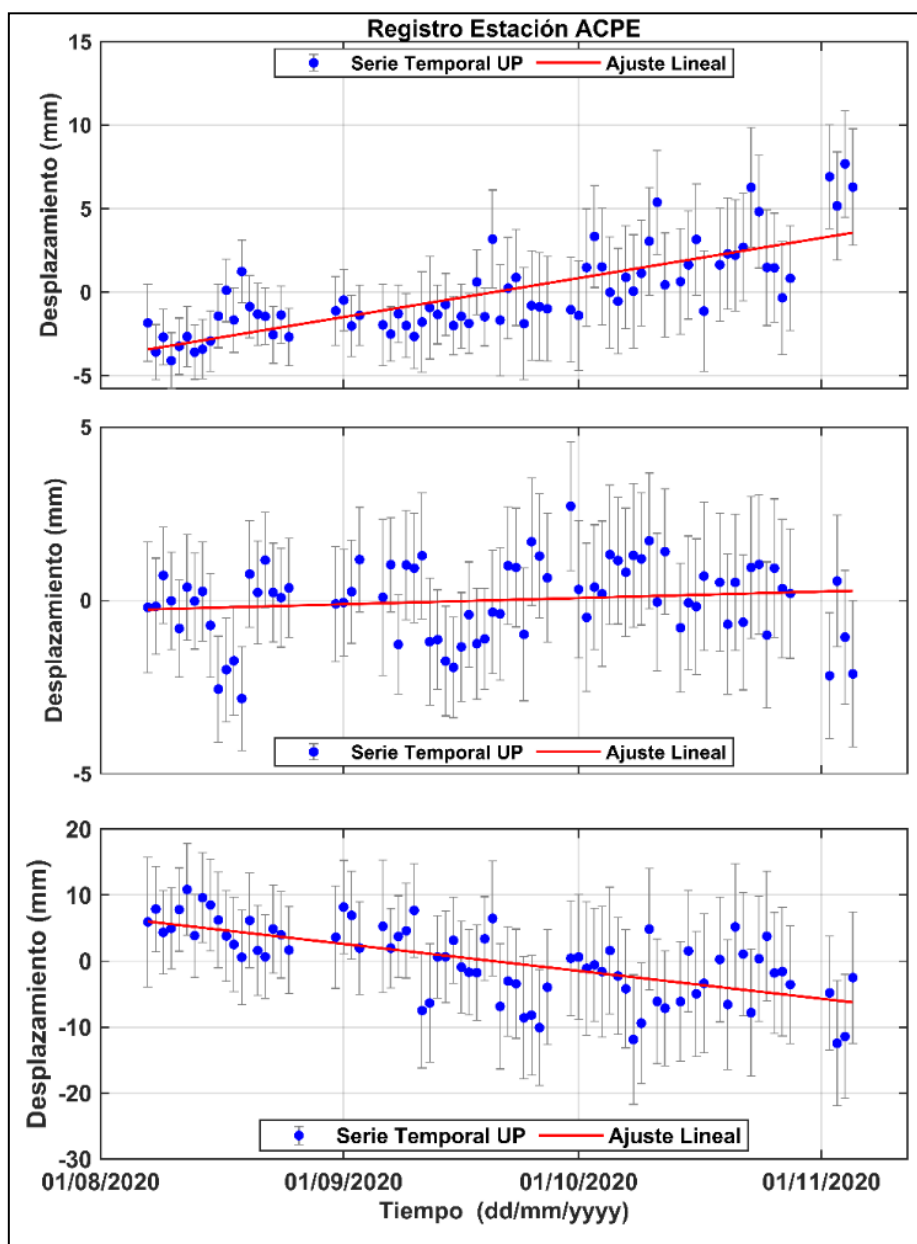 Registro Estación ACPE
Serie Temporal UP Ajuste Lineal
Desplazamiento (mm)
15
10
5
0
-5
Desplazamiento (mm)
5
0
-5
Serie Temporal UP Ajuste Lineal
Desplazamiento (mm)
20
10
0
-10
-20
-30
Serie Temporal UP Ajuste Lineal
01/08/2020 01/09/2020 01/10/2020 01/11/2020
Tiempo (dd/mm/yyyy)